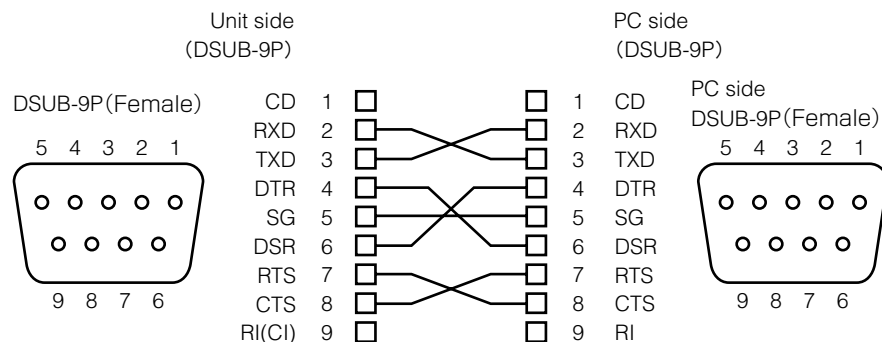 Unit side
(DSUB-9P)
PC side
(DSUB-9P)
DSUB-9P(Female)
5 4 3 2 1
9 8 7 6
CD 1
RXD 2
TXD 3
DTR 4
SG 5
DSR 6
RTS 7
CTS 8
RI(CI) 9
1 CD
2 RXD
3 TXD
4 DTR
5 SG
6 DSR
7 RTS
8 CTS
9 RI
PC side
DSUB-9P(Female)
5 4 3 2 1
9 8 7 6